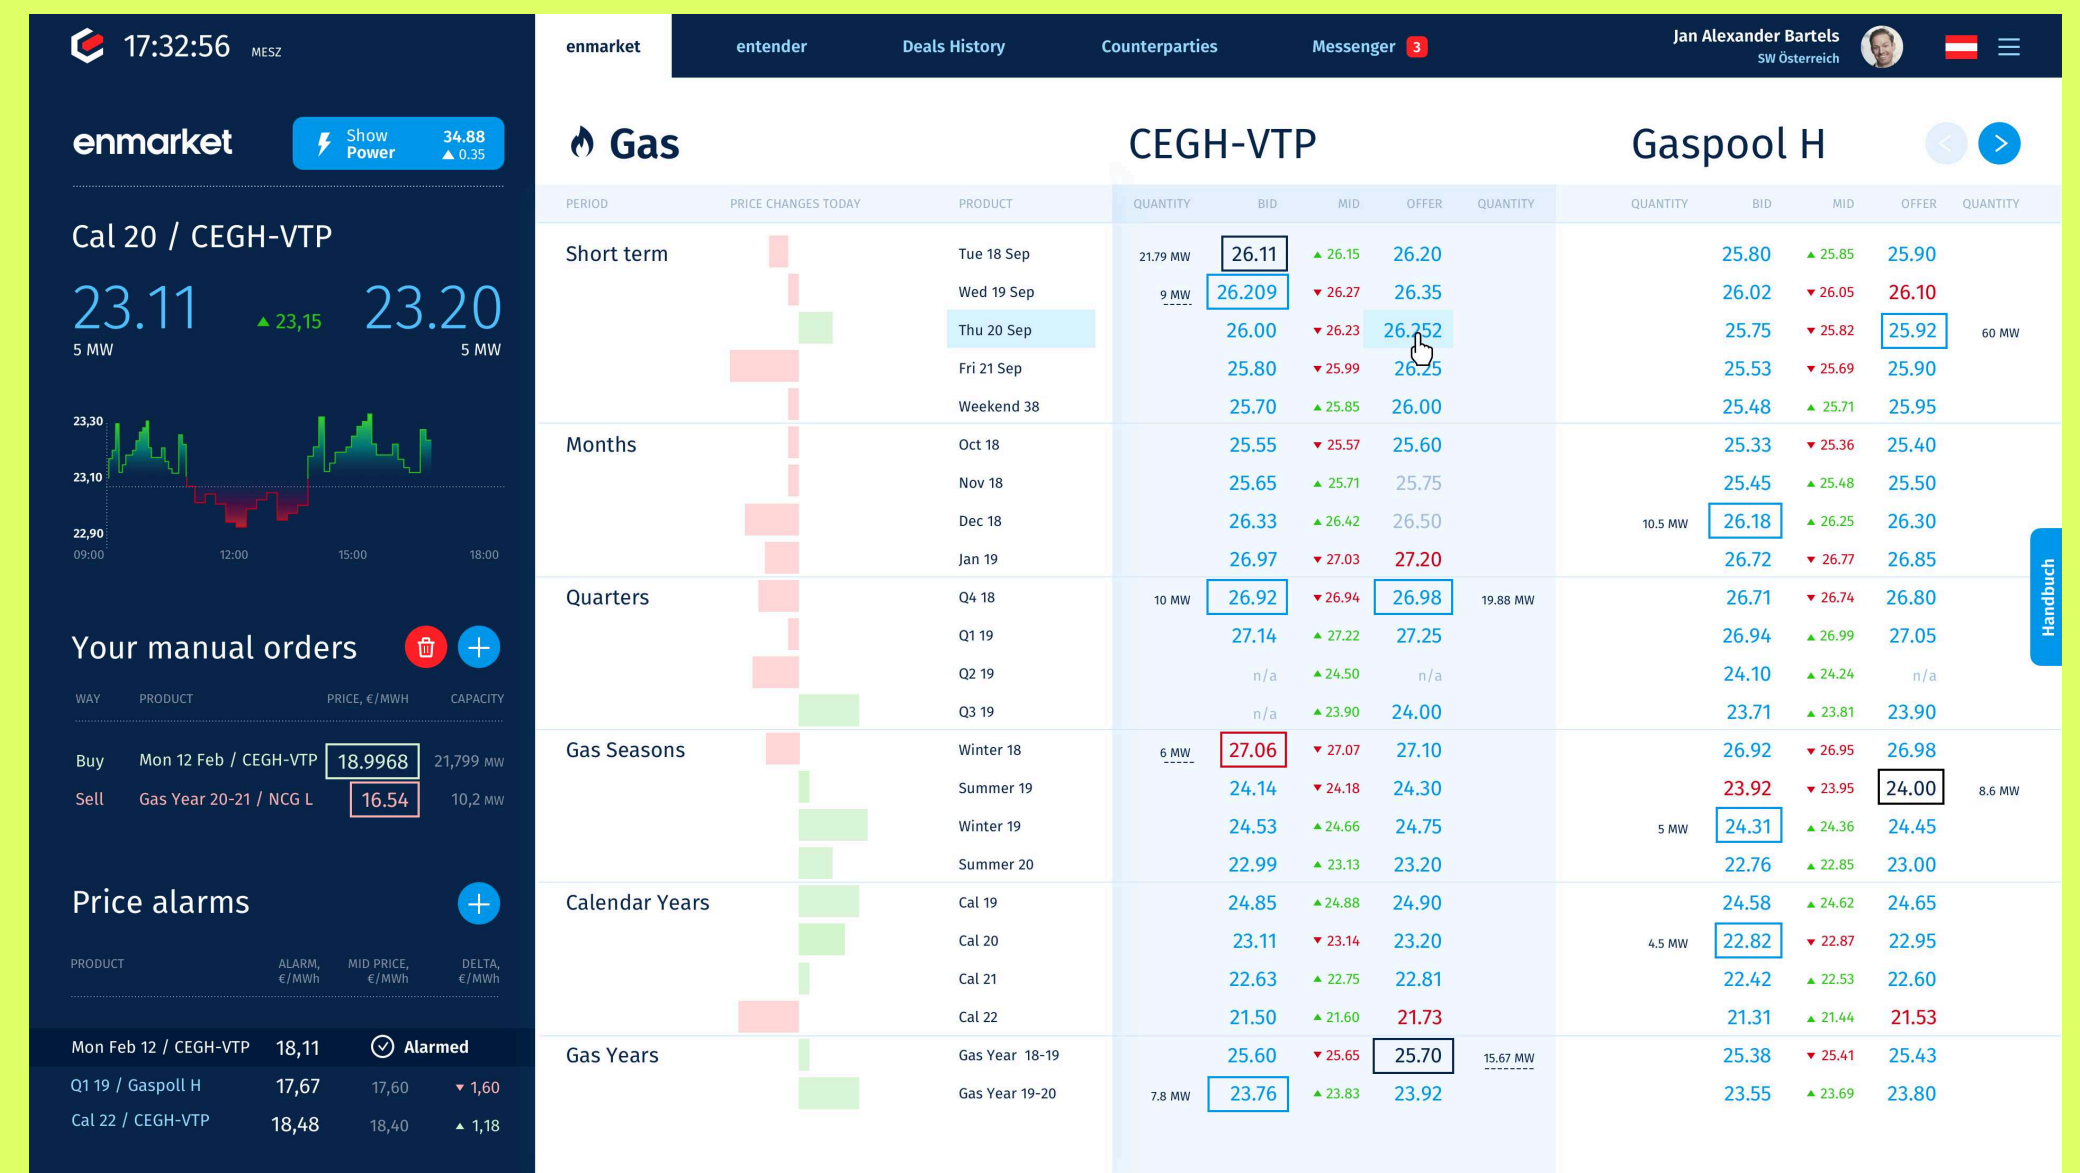 17:32:56 MESZ
enmarket entender Deals History Counterparties Messenger 3
Jan Alexander Bartels
SW Österreich
enmarket
Show Power 34.88 ▲ 0.35
Cal 20 / CEGH-VTP
23.11 ▲ 23,15 23.20
5 MW 5 MW
23,30
23,10
22,90
09:00 12:00 15:00 18:00
Your manual orders
WAY PRODUCT PRICE, €/MWH CAPACITY
Buy Mon 12 Feb / CEGH-VTP 18.9968 21,799 MW
Sell Gas Year 20-21 / NCG L 16.54 10,2 MW
Price alarms
PRODUCT ALARM, €/MWh MID PRICE, €/MWh DELTA, €/MWh
Mon Feb 12 / CEGH-VTP 18,11 Alarmed
Q1 19 / Gaspoll H 17,67 17,60 ▼ 1,60
Cal 22 / CEGH-VTP 18,48 18,40 ▲ 1,18
Gas CEGH-VTP Gaspool H < >
PERIOD PRICE CHANGES TODAY PRODUCT QUANTITY BID MID OFFER QUANTITY QUANTITY BID MID OFFER QUANTITY
Short term Tue 18 Sep 21.79 MW 26.11 ▲ 26.15 26.20 25.80 ▲ 25.85 25.90
Wed 19 Sep 9 MW 26.209 ▼ 26.27 26.35 26.02 ▼ 26.05 26.10
Thu 20 Sep 26.00 ▼ 26.23 26.252 25.75 ▼ 25.82 25.92 60 MW
Fri 21 Sep 25.80 ▼ 25.99 26.25 25.53 ▼ 25.69 25.90
Weekend 38 25.70 ▲ 25.85 26.00 25.48 ▲ 25.71 25.95
Months Oct 18 25.55 ▼ 25.57 25.60 25.33 ▼ 25.36 25.40
Nov 18 25.65 ▲ 25.71 25.75 25.45 ▲ 25.48 25.50
Dec 18 26.33 ▲ 26.42 26.50 10.5 MW 26.18 ▲ 26.25 26.30
Jan 19 26.97 ▼ 27.03 27.20 26.72 ▼ 26.77 26.85
Quarters Q4 18 10 MW 26.92 ▼ 26.94 26.98 19.88 MW 26.71 ▼ 26.74 26.80
Q1 19 27.14 ▲ 27.22 27.25 26.94 ▲ 26.99 27.05
Q2 19 n/a ▲ 24.50 n/a 24.10 ▲ 24.24 n/a
Q3 19 n/a ▲ 23.90 24.00 23.71 ▲ 23.81 23.90
Gas Seasons Winter 18 6 MW 27.06 ▼ 27.07 27.10 26.92 ▼ 26.95 26.98
Summer 19 24.14 ▼ 24.18 24.30 23.92 ▼ 23.95 24.00 8.6 MW
Winter 19 24.53 ▲ 24.66 24.75 5 MW 24.31 ▲ 24.36 24.45
Summer 20 22.99 ▲ 23.13 23.20 22.76 ▲ 22.85 23.00
Calendar Years Cal 19 24.85 ▲ 24.88 24.90 24.58 ▲ 24.62 24.65
Cal 20 23.11 ▼ 23.14 23.20 4.5 MW 22.82 ▼ 22.87 22.95
Cal 21 22.63 ▲ 22.75 22.81 22.42 ▲ 22.53 22.60
Cal 22 21.50 ▲ 21.60 21.73 21.31 ▲ 21.44 21.53
Gas Years Gas Year 18-19 25.60 ▼ 25.65 25.70 15.67 MW 25.38 ▼ 25.41 25.43
Gas Year 19-20 7.8 MW 23.76 ▲ 23.83 23.92 23.55 ▲ 23.69 23.80
Handbuch